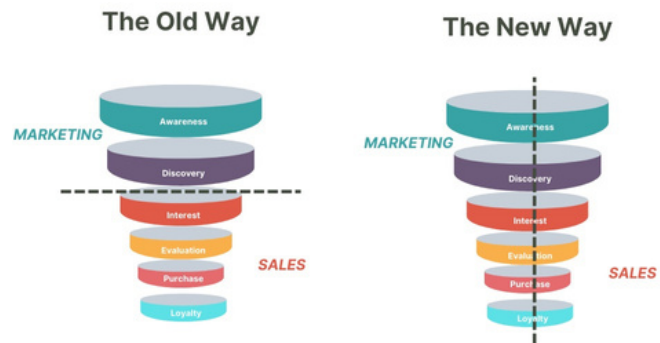 The Old Way
MARKETING
Awareness
Discovery
Interest
Evaluation
SALES
Purchase
Loyalty
The New Way
MARKETING
Awareness
Discovery
Interest
Evaluation
SALES
Purchase
Loyalty